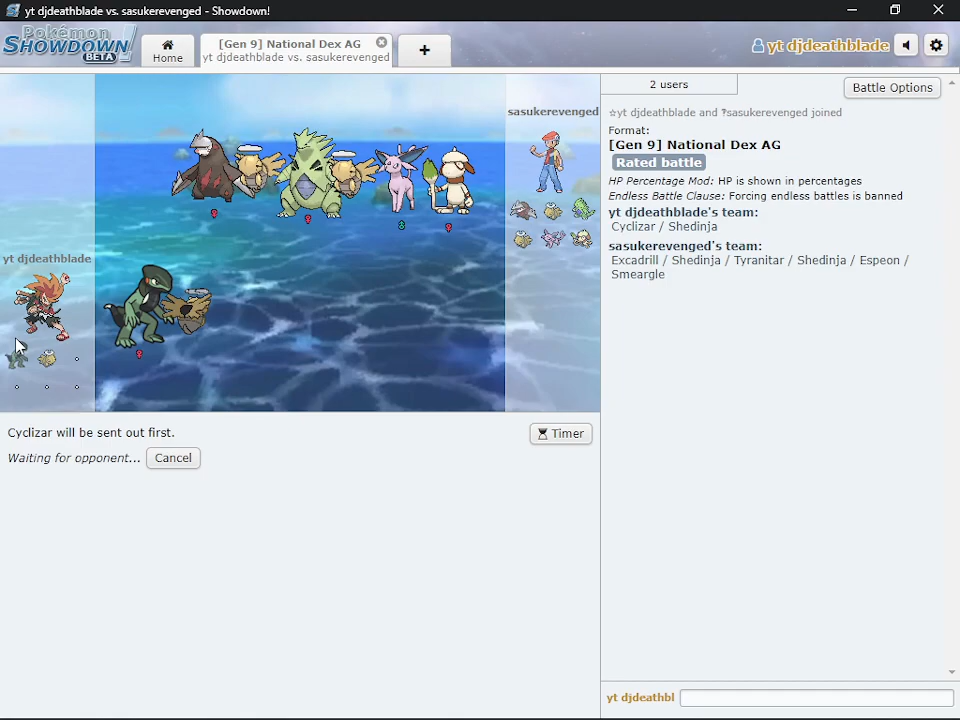 yt djdeathblade vs. sasukerevenged - Showdown!
Pokémon
SHOWDOWN!
BETA
Home
[Gen 9] National Dex AG
yt djdeathblade vs. sasukerevenged
+
yt djdeathblade
2 users
Battle Options
☆yt djdeathblade and ?sasukerevenged joined
Format:
[Gen 9] National Dex AG
Rated battle
HP Percentage Mod: HP is shown in percentages
Endless Battle Clause: Forcing endless battles is banned
yt djdeathblade's team:
Cyclizar / Shedinja
sasukerevenged's team:
Excadrill / Shedinja / Tyranitar / Shedinja / Espeon /
Smeargle
sasukerevenged
yt djdeathblade
Cyclizar will be sent out first.
Timer
Waiting for opponent...
Cancel
yt djdeathbl